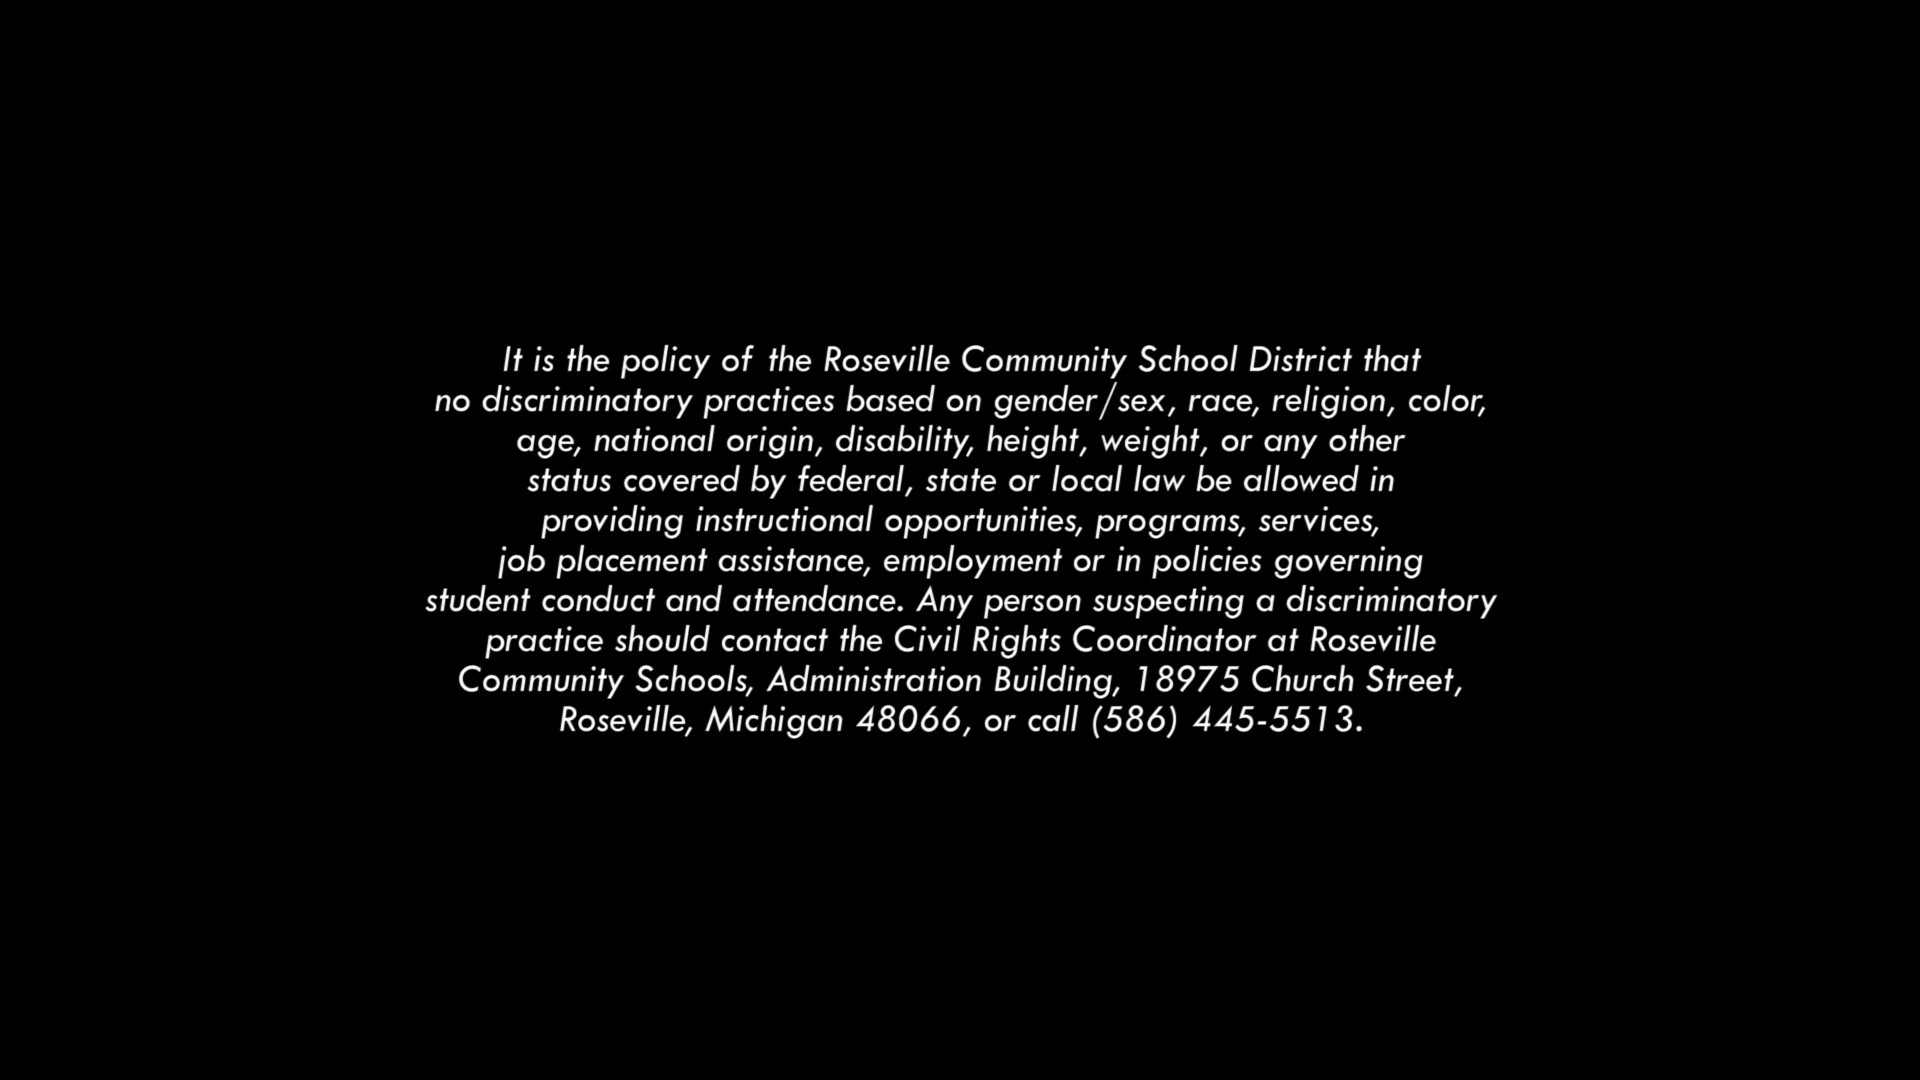 It is the policy of the Roseville Community School District that
no discriminatory practices based on gender/sex, race, religion, color,
age, national origin, disability, height, weight, or any other
status covered by federal, state or local law be allowed in
providing instructional opportunities, programs, services,
job placement assistance, employment or in policies governing
student conduct and attendance. Any person suspecting a discriminatory
practice should contact the Civil Rights Coordinator at Roseville
Community Schools, Administration Building, 18975 Church Street,
Roseville, Michigan 48066, or call (586) 445-5513.